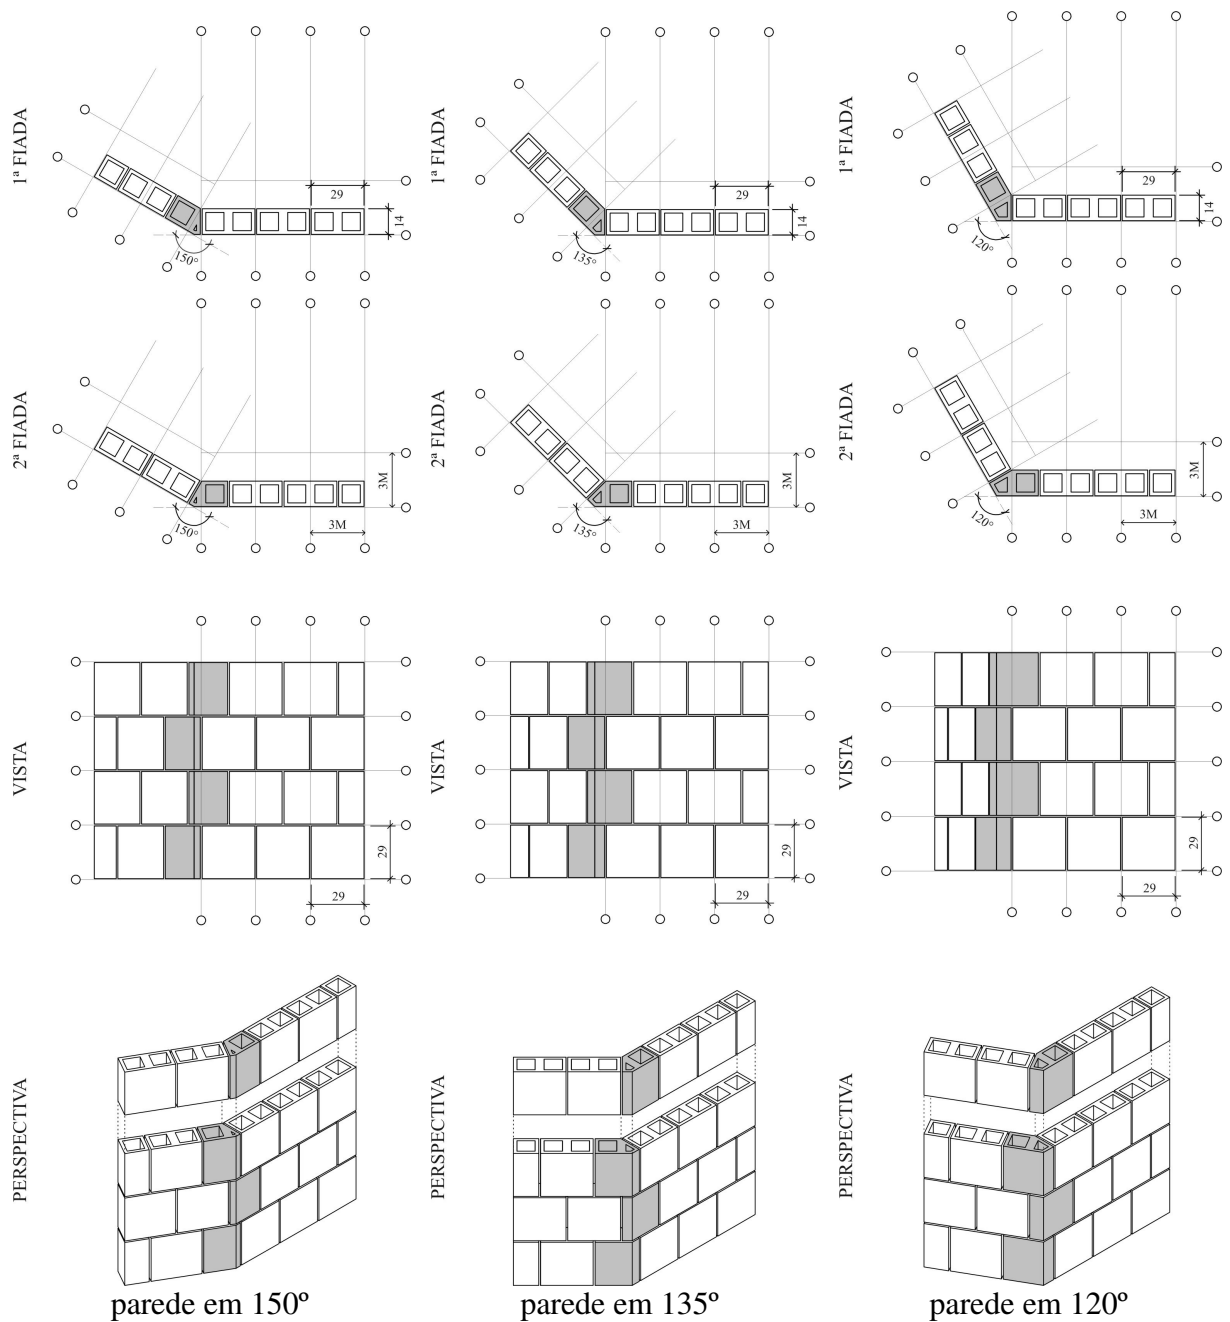 1ª FIADA
29
14
150°
1ª FIADA
29
14
135°
1ª FIADA
29
14
120°
2ª FIADA
3M
3M
150°
2ª FIADA
3M
3M
135°
2ª FIADA
3M
3M
120°
VISTA
29
29
VISTA
29
29
VISTA
29
29
PERSPECTIVA
PERSPECTIVA
PERSPECTIVA
parede em 150º
parede em 135º
parede em 120º